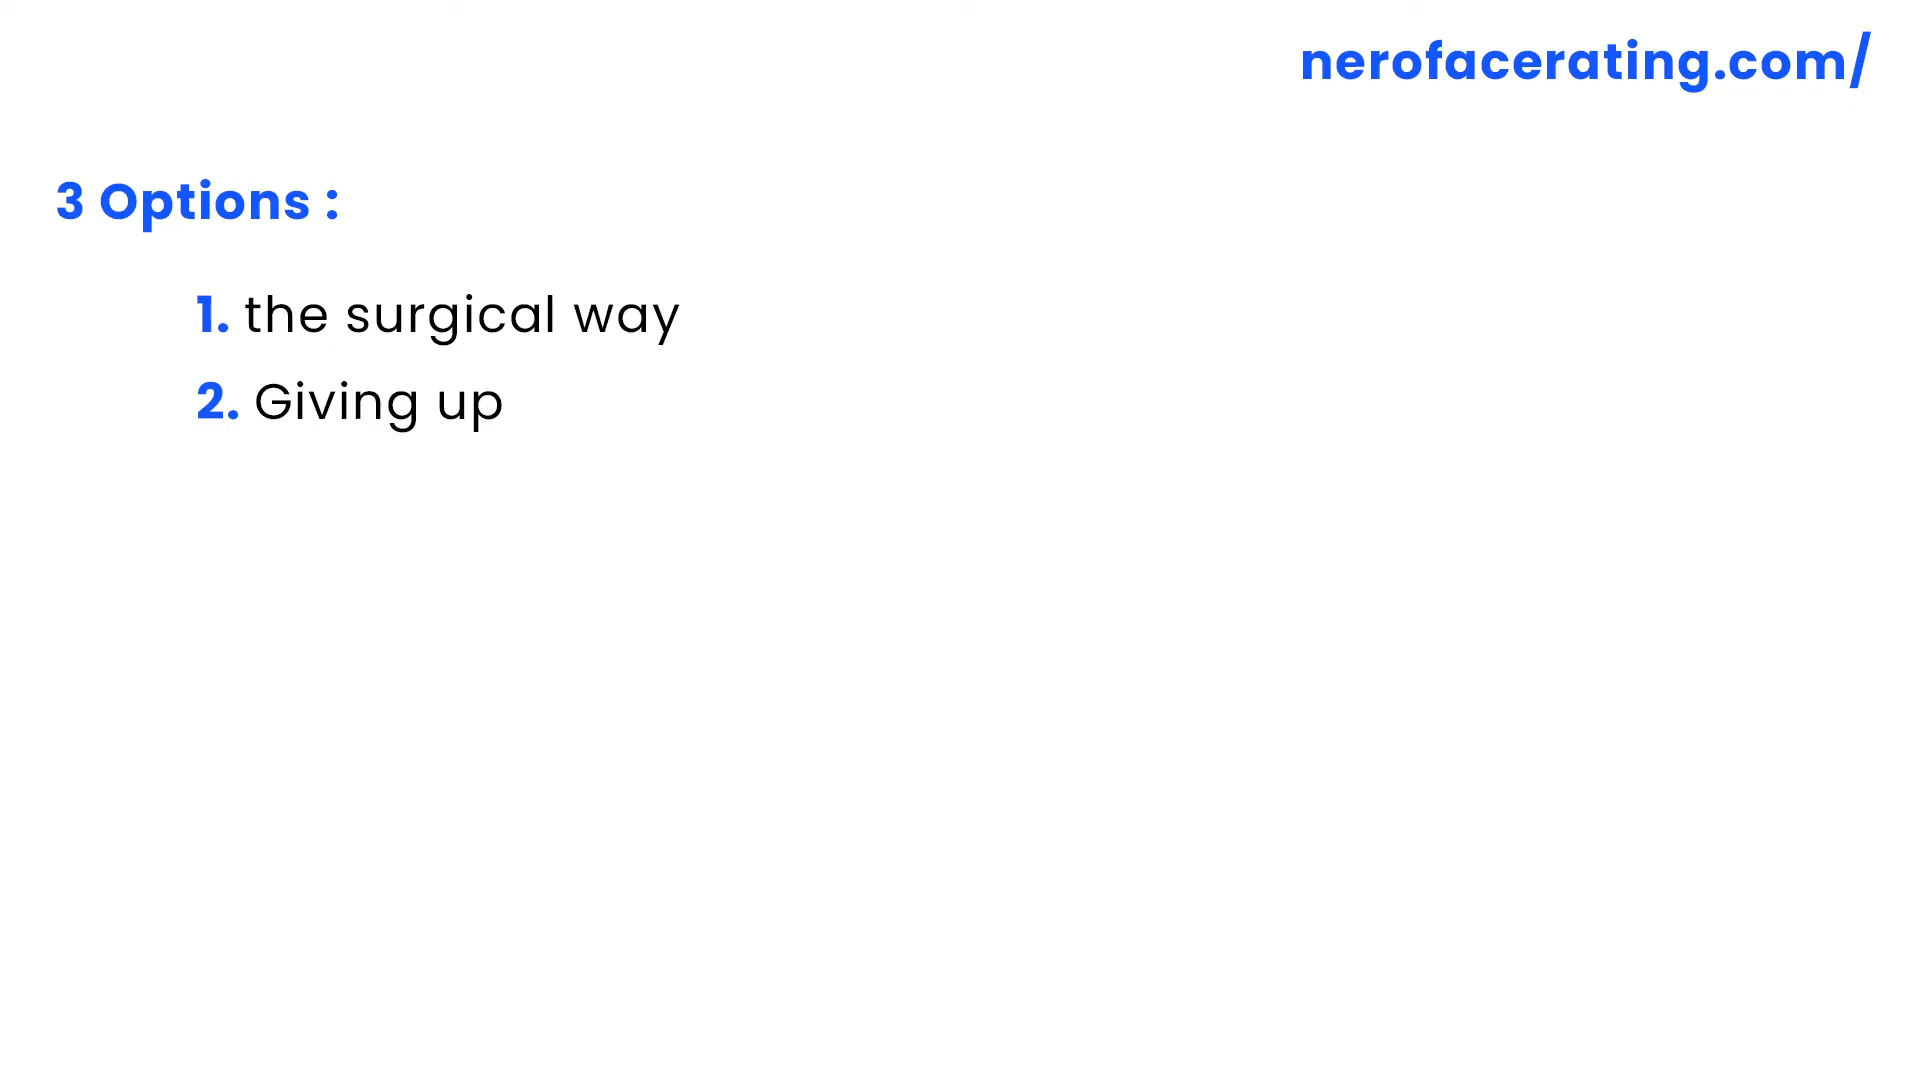 nerofacerating.com/
3 Options :
1. the surgical way
2. Giving up